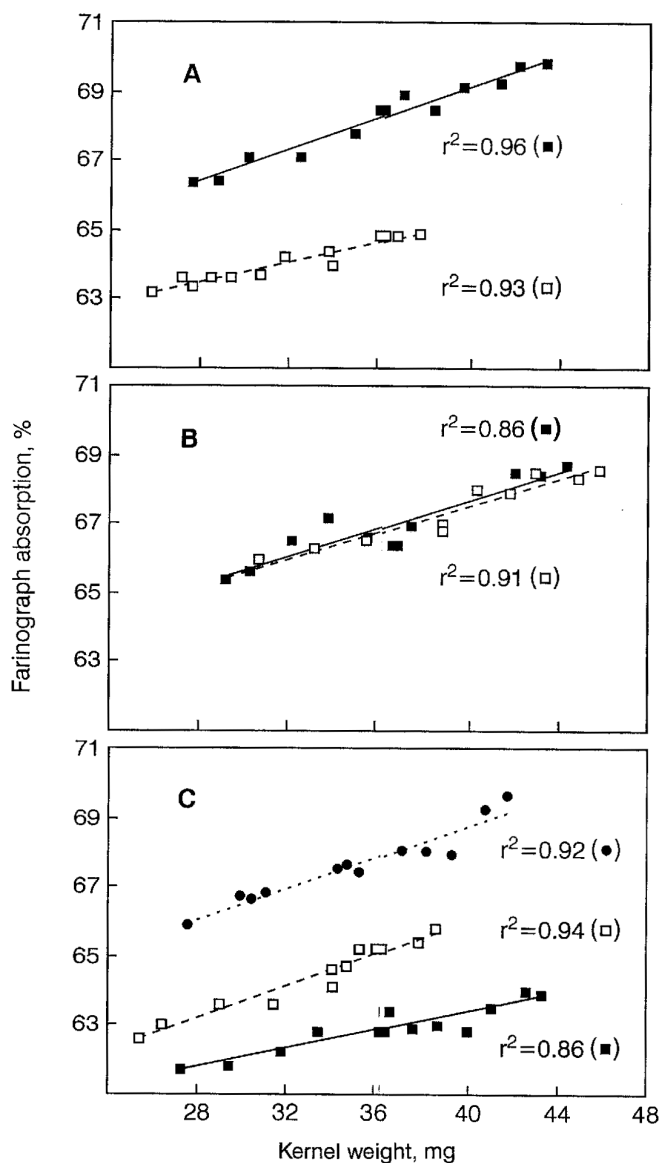 71
A
69
67
r²=0.96 (■)
65
63
r²=0.93 (□)
71
B
r²=0.86 (■)
69
67
65
r²=0.91 (□)
63
71
C
69
r²=0.92 (●)
67
r²=0.94 (□)
65
63
r²=0.86 (■)
28 32 36 40 44 48
Kernel weight, mg
Farinograph absorption, %